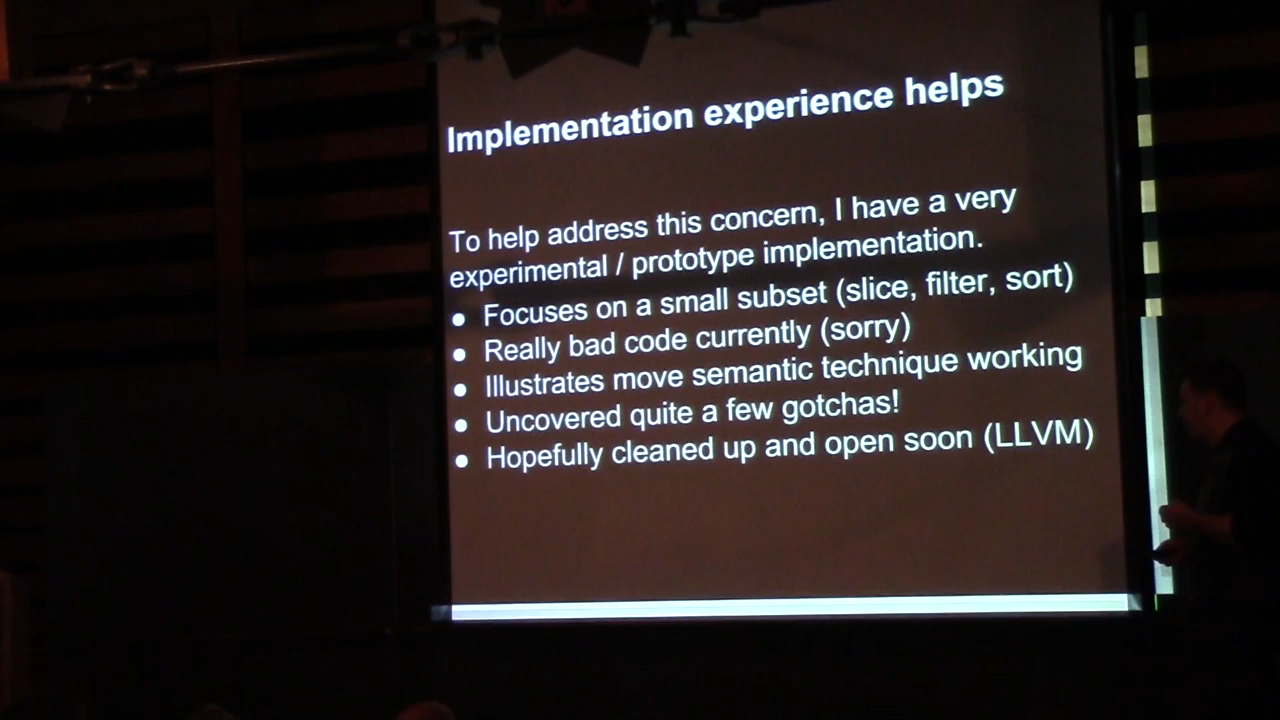 Implementation experience helps
To help address this concern, I have a very
experimental / prototype implementation.
● Focuses on a small subset (slice, filter, sort)
● Really bad code currently (sorry)
● Illustrates move semantic technique working
● Uncovered quite a few gotchas!
● Hopefully cleaned up and open soon (LLVM)